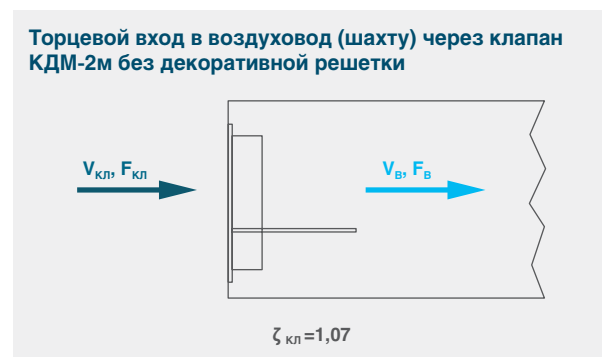 Торцевой вход в воздуховод (шахту) через клапан
КДМ-2м без декоративной решетки
Vкл, Fкл
Vв, Fв
ζ кл =1,07